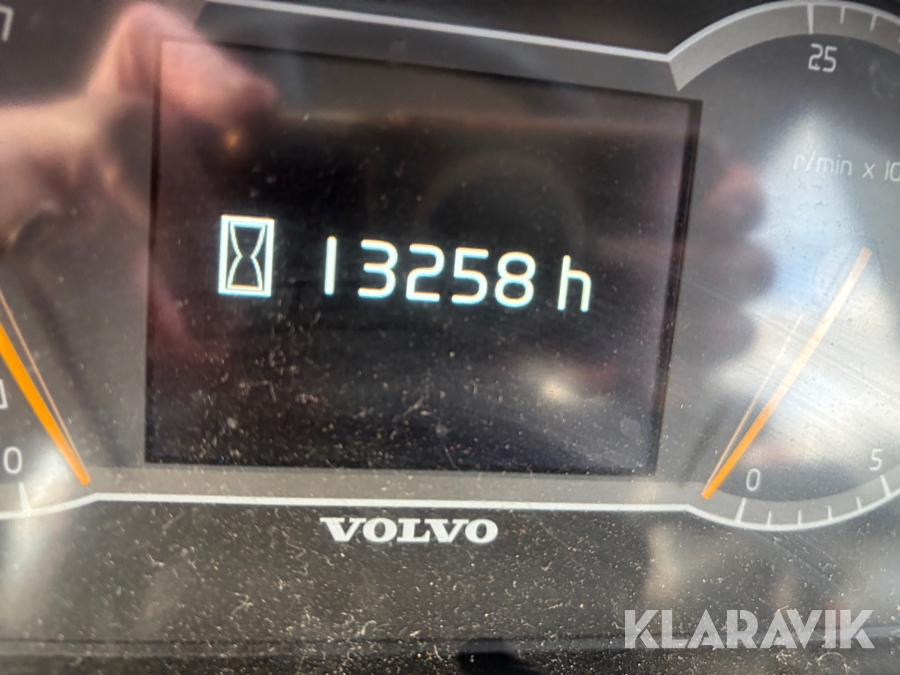 25
r/min x 10
13258 h
0
0
5
VOLVO
KLARAVIK